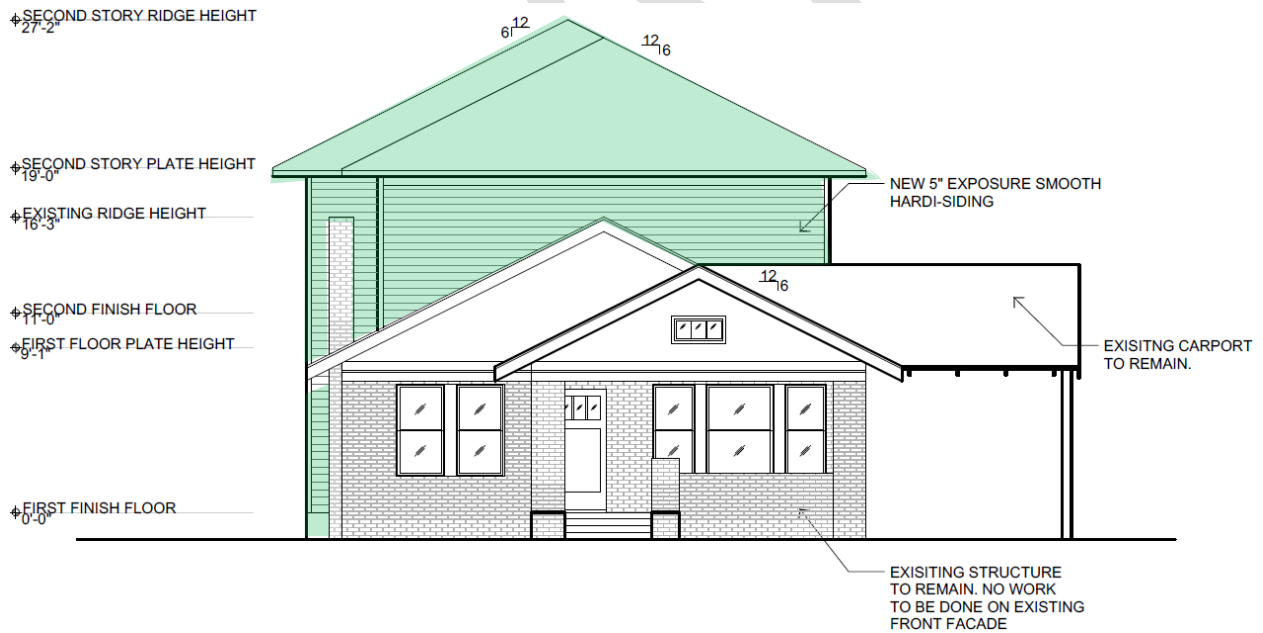 SECOND STORY RIDGE HEIGHT
27'-2"
12
6
12
6
SECOND STORY PLATE HEIGHT
19'-0"
NEW 5" EXPOSURE SMOOTH
HARDI-SIDING
EXISTING RIDGE HEIGHT
16'-3"
12
6
SECOND FINISH FLOOR
11'-0"
FIRST FLOOR PLATE HEIGHT
9'-1"
EXISITNG CARPORT
TO REMAIN.
FIRST FINISH FLOOR
0'-0"
EXISITING STRUCTURE
TO REMAIN. NO WORK
TO BE DONE ON EXISTING
FRONT FACADE